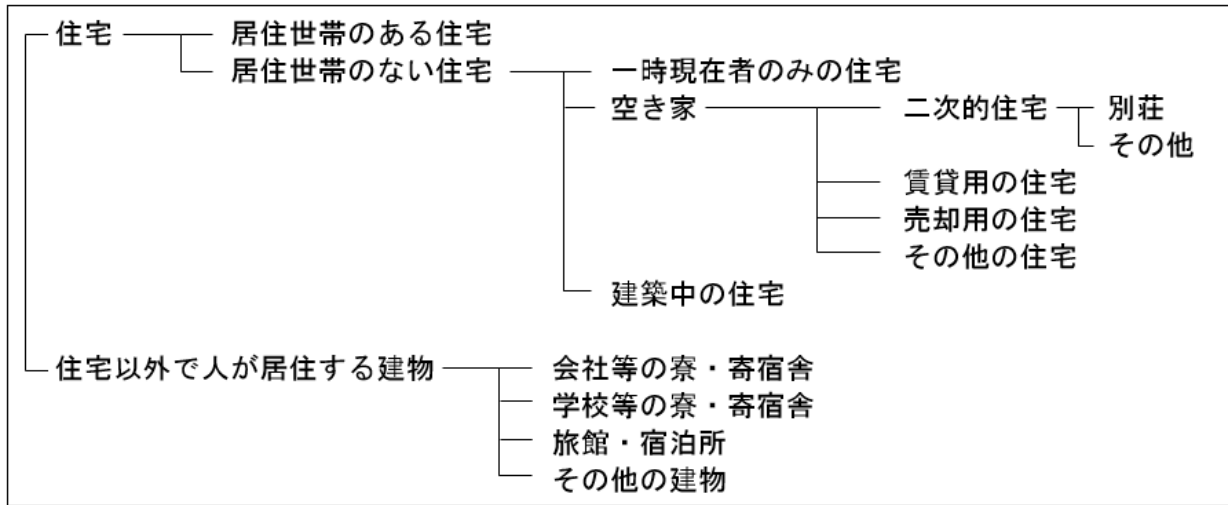 住宅 居住世帯のある住宅
居住世帯のない住宅 一時現在者のみの住宅
空き家 二次的住宅 別荘
その他
賃貸用の住宅
売却用の住宅
その他の住宅
建築中の住宅
住宅以外で人が居住する建物 会社等の寮・寄宿舎
学校等の寮・寄宿舎
旅館・宿泊所
その他の建物